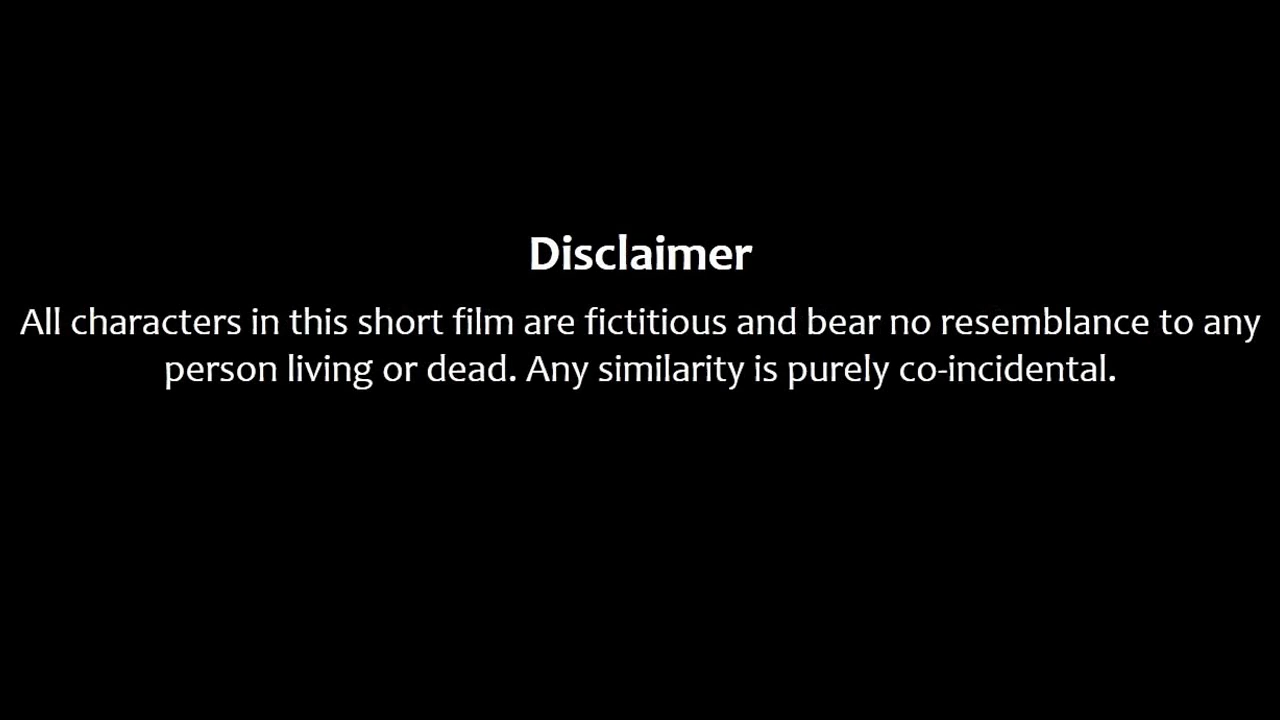 Disclaimer
All characters in this short film are fictitious and bear no resemblance to any
person living or dead. Any similarity is purely co-incidental.